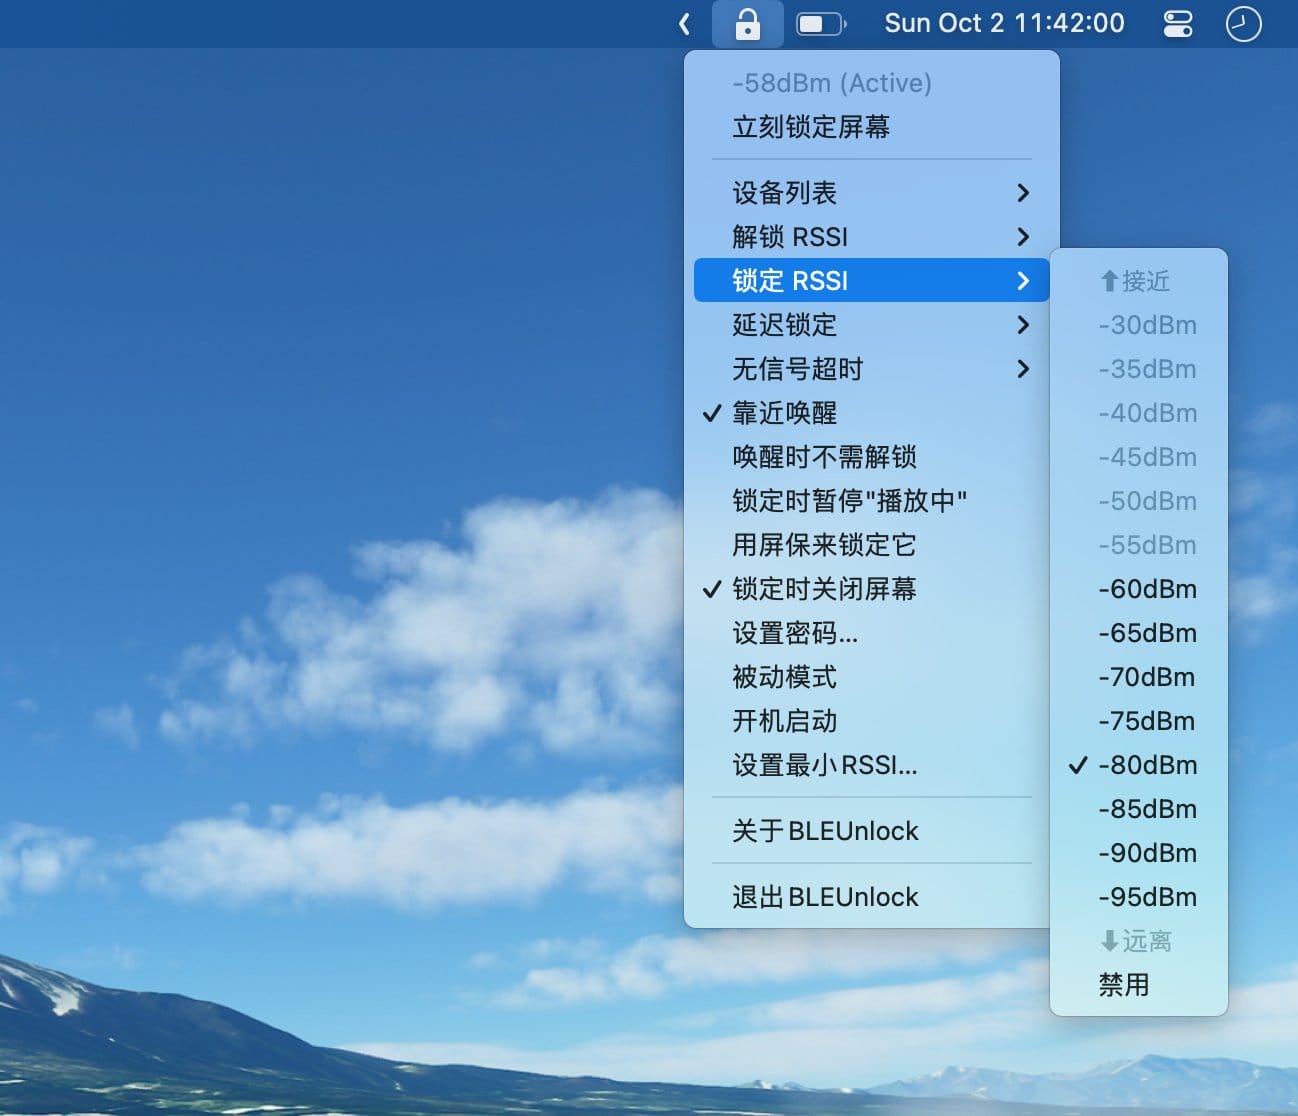 Sun Oct 2 11:42:00
-58dBm (Active)
立刻锁定屏幕
设备列表
解锁 RSSI
锁定 RSSI
延迟锁定
无信号超时
靠近唤醒
唤醒时不需解锁
锁定时暂停"播放中"
用屏保来锁定它
锁定时关闭屏幕
设置密码...
被动模式
开机启动
设置最小RSSI...
关于BLEUnlock
退出BLEUnlock
⬆接近
-30dBm
-35dBm
-40dBm
-45dBm
-50dBm
-55dBm
-60dBm
-65dBm
-70dBm
-75dBm
-80dBm
-85dBm
-90dBm
-95dBm
⬇远离
禁用